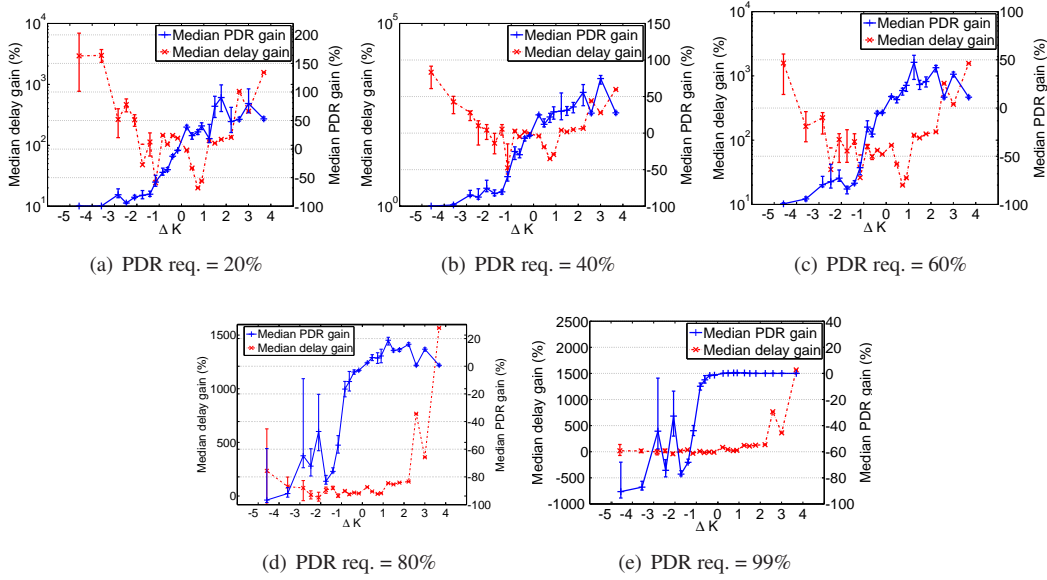 10^4
10^3
10^2
10^1
Median delay gain (%)
Median PDR gain
Median delay gain
200
150
100
50
0
-50
-100
Median PDR gain (%)
-5 -4 -3 -2 -1 0 1 2 3 4
Δ K
(a) PDR req. = 20%
10^5
10^0
Median delay gain (%)
Median PDR gain
Median delay gain
150
100
50
0
-50
-100
Median PDR gain (%)
-5 -4 -3 -2 -1 0 1 2 3 4
Δ K
(b) PDR req. = 40%
10^4
10^3
10^2
10^1
Median delay gain (%)
Median PDR gain
Median delay gain
100
50
0
-50
-100
Median PDR gain (%)
-5 -4 -3 -2 -1 0 1 2 3 4
Δ K
(c) PDR req. = 60%
1500
1000
500
0
Median delay gain (%)
Median PDR gain
Median delay gain
20
0
-20
-40
-60
-80
-100
Median PDR gain (%)
-5 -4 -3 -2 -1 0 1 2 3 4
Δ K
(d) PDR req. = 80%
2500
2000
1500
1000
500
0
-500
-1000
Median delay gain (%)
Median PDR gain
Median delay gain
40
20
0
-20
-40
-60
-80
-100
Median PDR gain (%)
-5 -4 -3 -2 -1 0 1 2 3 4
Δ K
(e) PDR req. = 99%